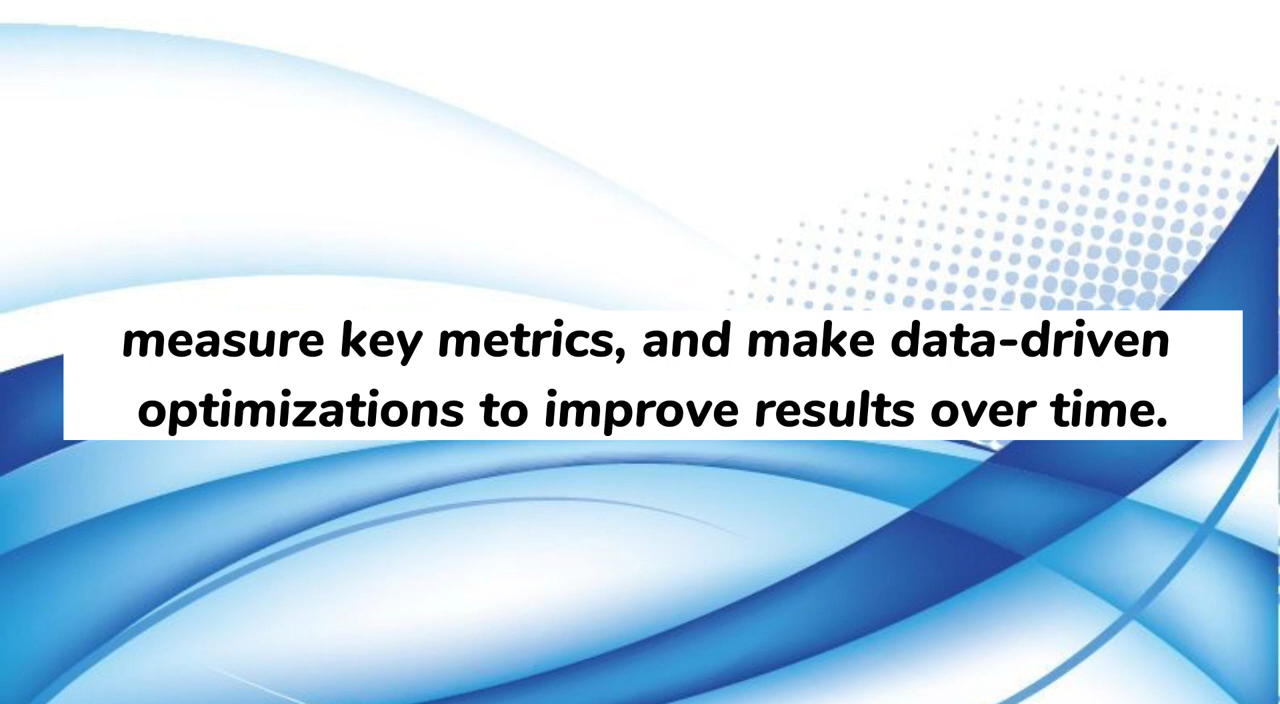 measure key metrics, and make data-driven
optimizations to improve results over time.